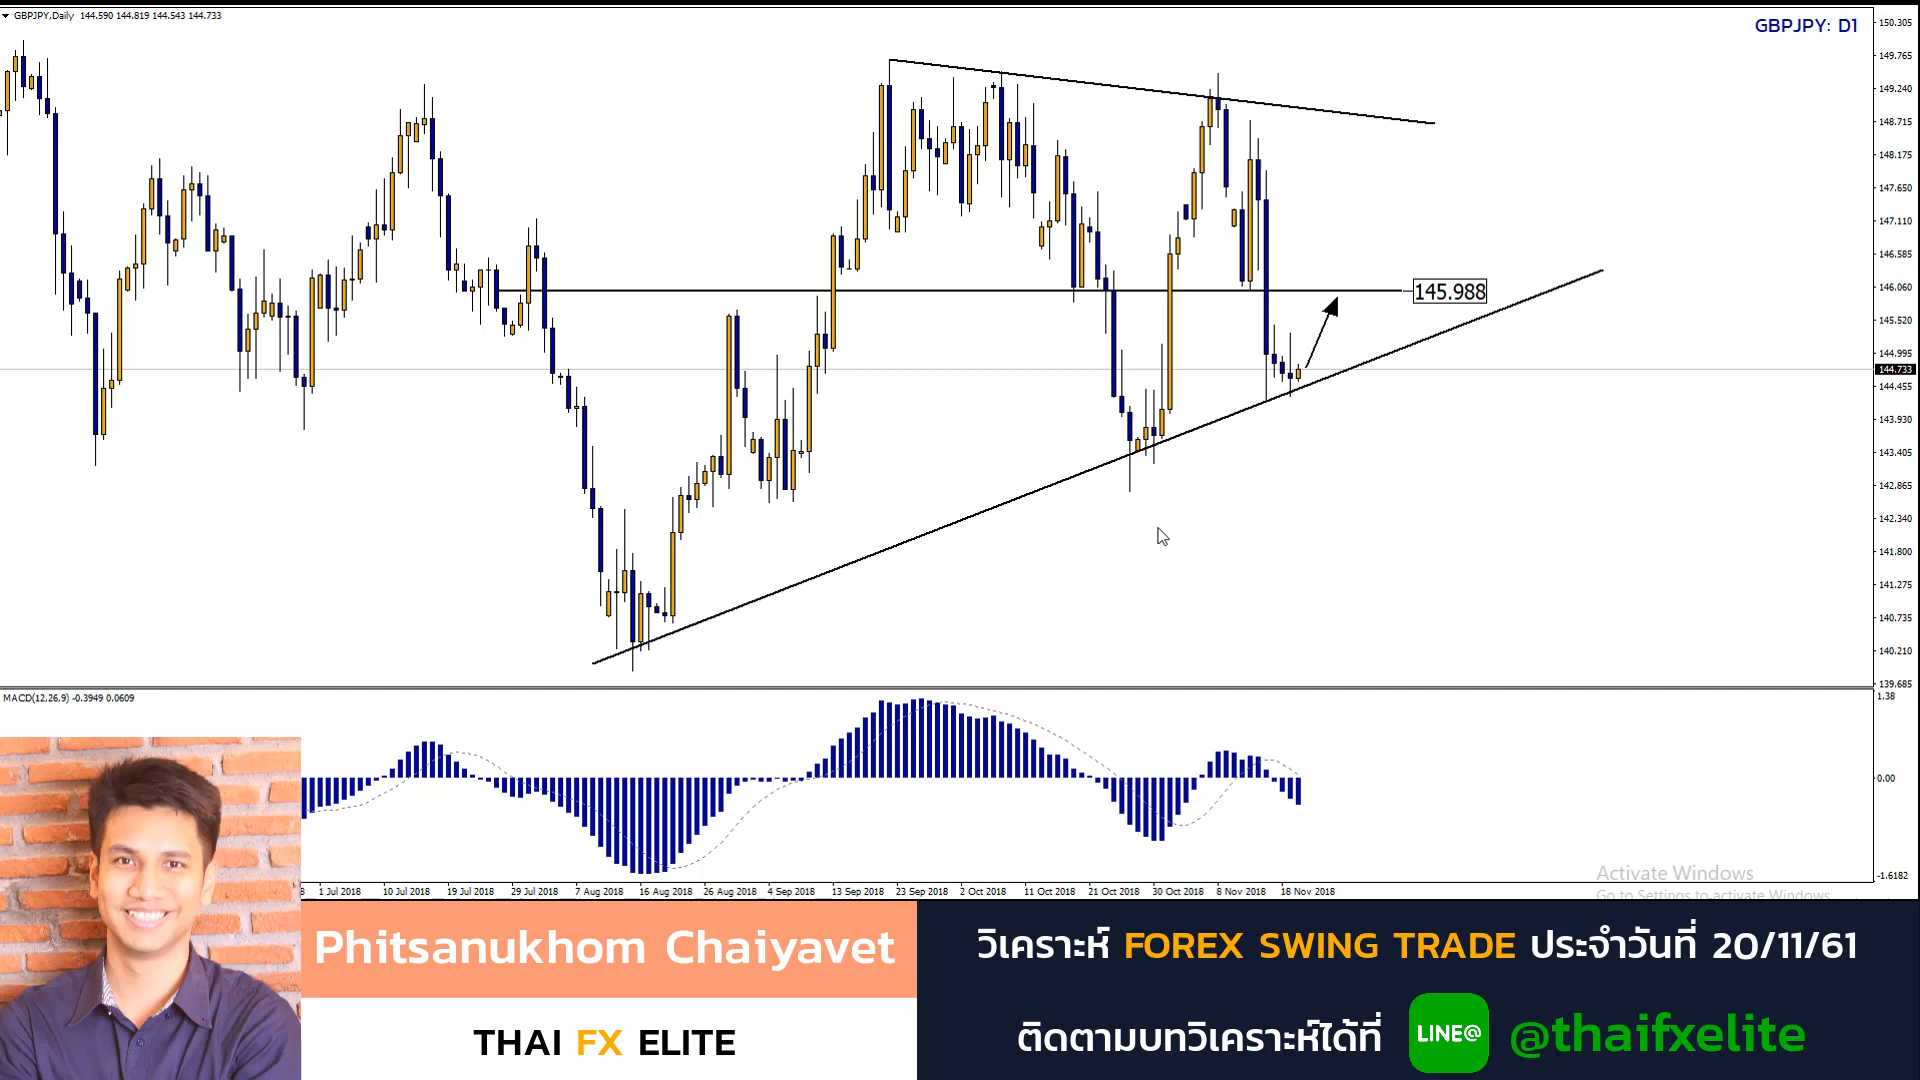 GBPJPY,Daily 144.590 144.819 144.543 144.733
GBPJPY: D1
150.305
149.765
149.240
148.715
148.175
147.650
147.110
146.585
145.988
146.060
145.520
144.995
144.733
144.455
143.930
143.405
142.865
142.340
141.800
141.275
140.735
140.210
139.685
MACD(12,26,9) -0.3949 0.0609
1.38
0.00
-1.6182
8 1 Jul 2018 10 Jul 2018 19 Jul 2018 29 Jul 2018 7 Aug 2018 16 Aug 2018 26 Aug 2018 4 Sep 2018 13 Sep 2018 23 Sep 2018 2 Oct 2018 11 Oct 2018 21 Oct 2018 30 Oct 2018 8 Nov 2018 18 Nov 2018
Activate Windows
Go to Settings to activate Windows.
Phitsanukhom Chaiyavet
THAI FX ELITE
วิเคราะห์ FOREX SWING TRADE ประจำวันที่ 20/11/61
ติดตามบทวิเคราะห์ได้ที่ LINE@ @thaifxelite